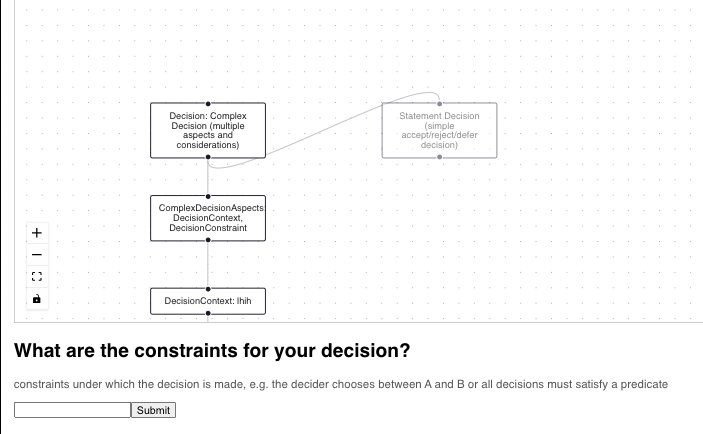 Decision: Complex
Decision (multiple
aspects and
considerations)
Statement Decision
(simple
accept/reject/defer
decision)
ComplexDecisionAspects:
DecisionContext,
DecisionConstraint
DecisionContext: lhih
What are the constraints for your decision?
constraints under which the decision is made, e.g. the decider chooses between A and B or all decisions must satisfy a predicate
Submit